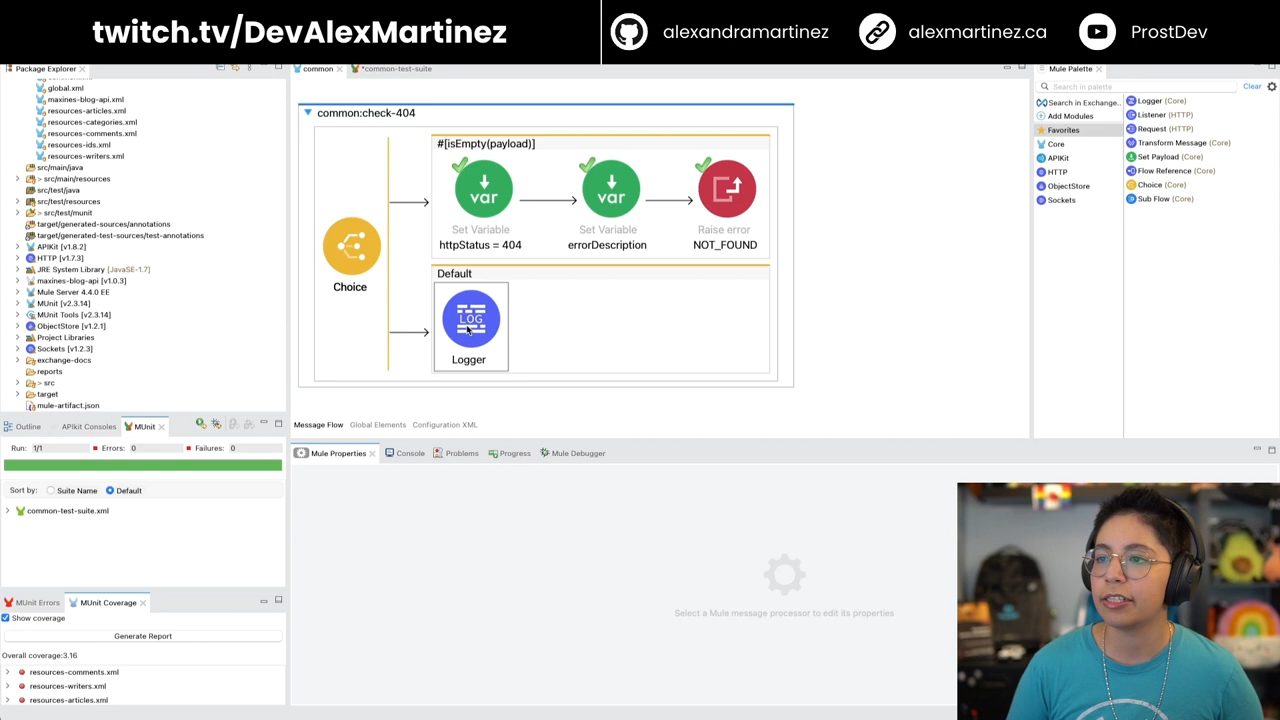 twitch.tv/DevAlexMartinez
alexandramartinez
alexmartinez.ca
ProstDev
Package Explorer
global.xml
maxines-blog-api.xml
resources-articles.xml
resources-categories.xml
resources-comments.xml
resources-ids.xml
resources-writers.xml
src/main/java
> src/main/resources
src/test/java
src/test/resources
> src/test/munit
target/generated-sources/annotations
target/generated-test-sources/test-annotations
APIKit [v1.8.2]
HTTP [v1.7.3]
JRE System Library [JavaSE-1.7]
maxines-blog-api [v1.0.3]
Mule Server 4.4.0 EE
MUnit [v2.3.14]
MUnit Tools [v2.3.14]
ObjectStore [v1.2.1]
Project Libraries
Sockets [v1.2.3]
exchange-docs
reports
> src
target
mule-artifact.json
common
*common-test-suite
common:check-404
#[isEmpty(payload)]
var
Set Variable
httpStatus = 404
var
Set Variable
errorDescription
Raise error
NOT_FOUND
Choice
Default
LOG
Logger
Message Flow
Global Elements
Configuration XML
Mule Palette
Search in palette
Clear
Search in Exchange..
Add Modules
Favorites
Core
APIKit
HTTP
ObjectStore
Sockets
Logger (Core)
Listener (HTTP)
Request (HTTP)
Transform Message (Core)
Set Payload (Core)
Flow Reference (Core)
Choice (Core)
Sub Flow (Core)
Outline
APIkit Consoles
MUnit
Run: 1/1
Errors: 0
Failures: 0
Sort by:
Suite Name
Default
common-test-suite.xml
MUnit Errors
MUnit Coverage
Show coverage
Generate Report
Overall coverage:3.16
resources-comments.xml
resources-writers.xml
resources-articles.xml
Mule Properties
Console
Problems
Progress
Mule Debugger
Select a Mule message processor to edit its properties